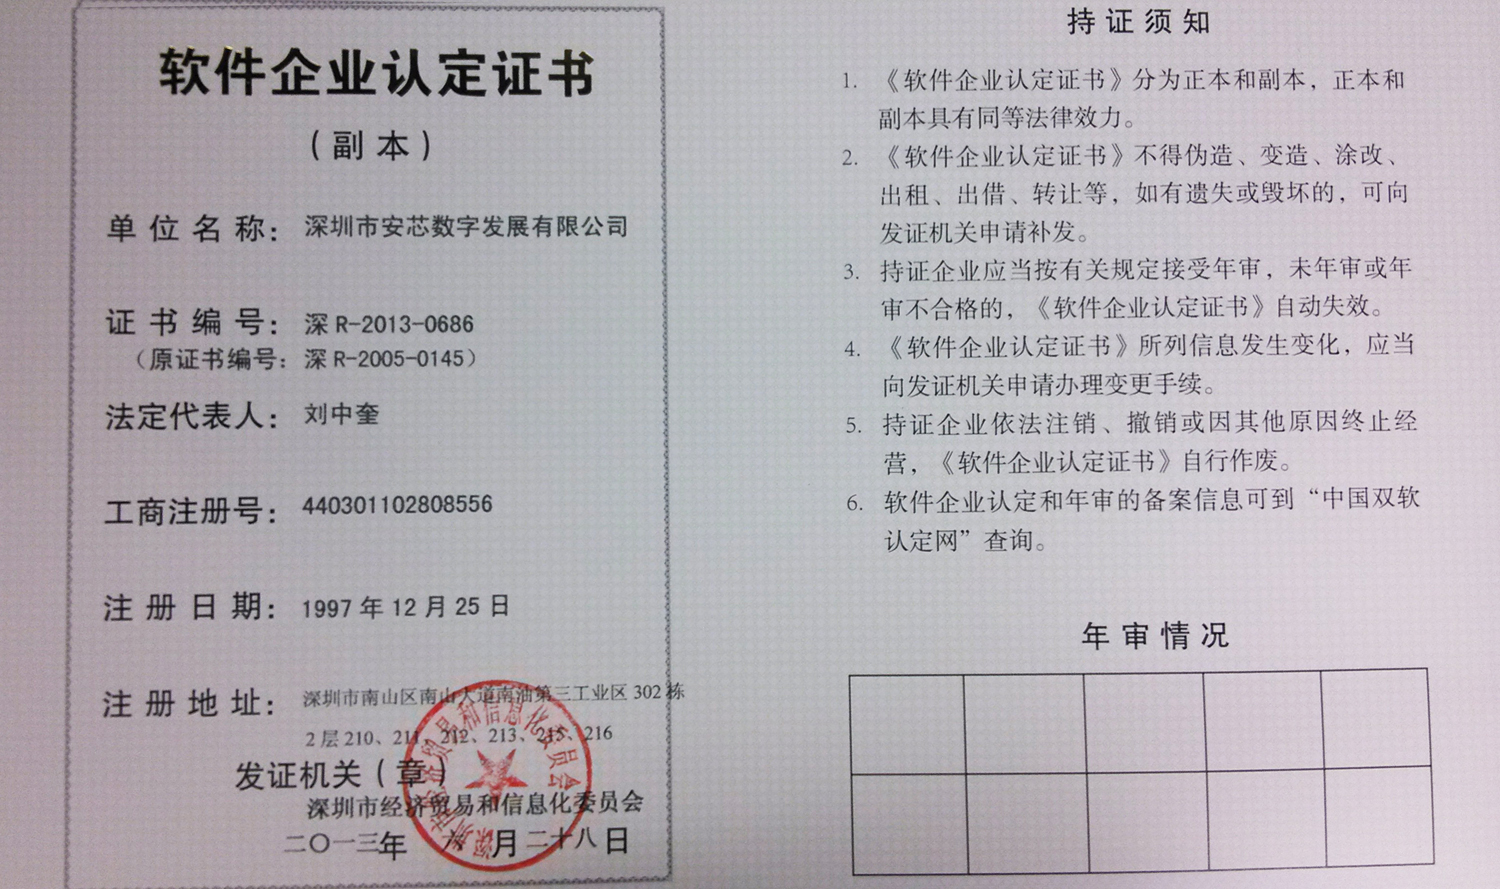 软件企业认定证书
（副本）
单位名称：深圳市安芯数字发展有限公司
证书编号：深 R-2013-0686
（原证书编号：深 R-2005-0145）
法定代表人：刘中奎
工商注册号：440301102808556
注册日期：1997 年 12 月 25 日
注册地址：深圳市南山区南山大道南油第三工业区 302 栋
2 层 210、211、212、213、215、216
发证机关（章）
深圳市经济贸易和信息化委员会
二〇一三年 六月二十八日
深圳市经济贸易和信息化委员会
持证须知
1. 《软件企业认定证书》分为正本和副本，正本和
副本具有同等法律效力。
2. 《软件企业认定证书》不得伪造、变造、涂改、
出租、出借、转让等，如有遗失或毁坏的，可向
发证机关申请补发。
3. 持证企业应当按有关规定接受年审，未年审或年
审不合格的，《软件企业认定证书》自动失效。
4. 《软件企业认定证书》所列信息发生变化，应当
向发证机关申请办理变更手续。
5. 持证企业依法注销、撤销或因其他原因终止经
营，《软件企业认定证书》自行作废。
6. 软件企业认定和年审的备案信息可到“中国双软
认定网”查询。
年审情况